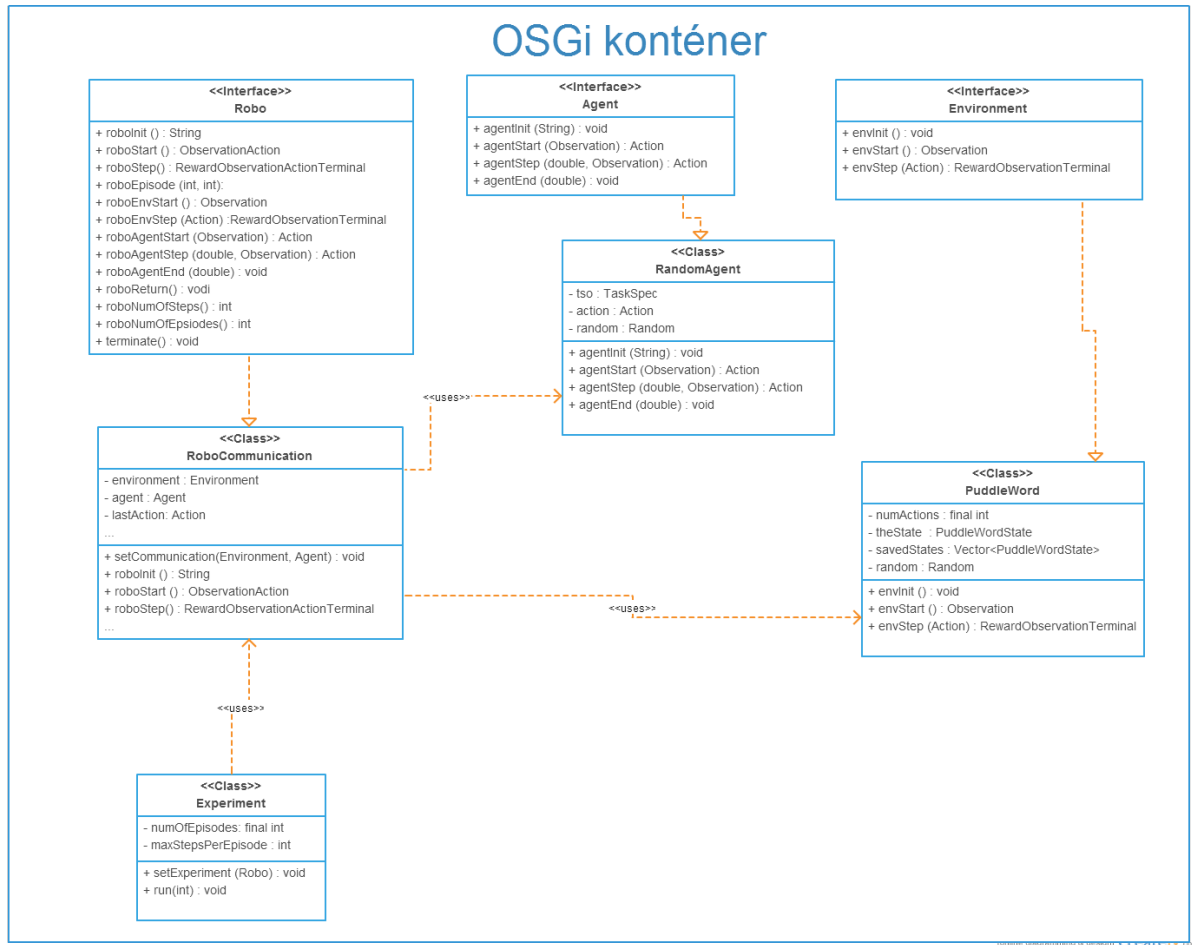 OSGi konténer
<<Interface>>
Robo
+ roboInit () : String
+ roboStart () : ObservationAction
+ roboStep() : RewardObservationActionTerminal
+ roboEpisode (int, int):
+ roboEnvStart () : Observation
+ roboEnvStep (Action) :RewardObservationTerminal
+ roboAgentStart (Observation) : Action
+ roboAgentStep (double, Observation) : Action
+ roboAgentEnd (double) : void
+ roboReturn() : vodi
+ roboNumOfSteps() : int
+ roboNumOfEpsiodes() : int
+ terminate() : void
<<Interface>>
Agent
+ agentInit (String) : void
+ agentStart (Observation) : Action
+ agentStep (double, Observation) : Action
+ agentEnd (double) : void
<<Interface>>
Environment
+ envInit () : void
+ envStart () : Observation
+ envStep (Action) : RewardObservationTerminal
<<Class>
RandomAgent
- tso : TaskSpec
- action : Action
- random : Random
+ agentInit (String) : void
+ agentStart (Observation) : Action
+ agentStep (double, Observation) : Action
+ agentEnd (double) : void
<<uses>>
<<Class>>
RoboCommunication
- environment : Environment
- agent : Agent
- lastAction: Action
...
+ setCommunication(Environment, Agent) : void
+ roboInit () : String
+ roboStart () : ObservationAction
+ roboStep() : RewardObservationActionTerminal
...
<<Class>>
PuddleWord
- numActions : final int
- theState : PuddleWordState
- savedStates : Vector<PuddleWordState>
- random : Random
+ envInit () : void
+ envStart () : Observation
+ envStep (Action) : RewardObservationTerminal
<<uses>>
<<uses>>
<<Class>>
Experiment
- numOfEpisodes: final int
- maxStepsPerEpisode : int
+ setExperiment (Robo) : void
+ run(int) : void